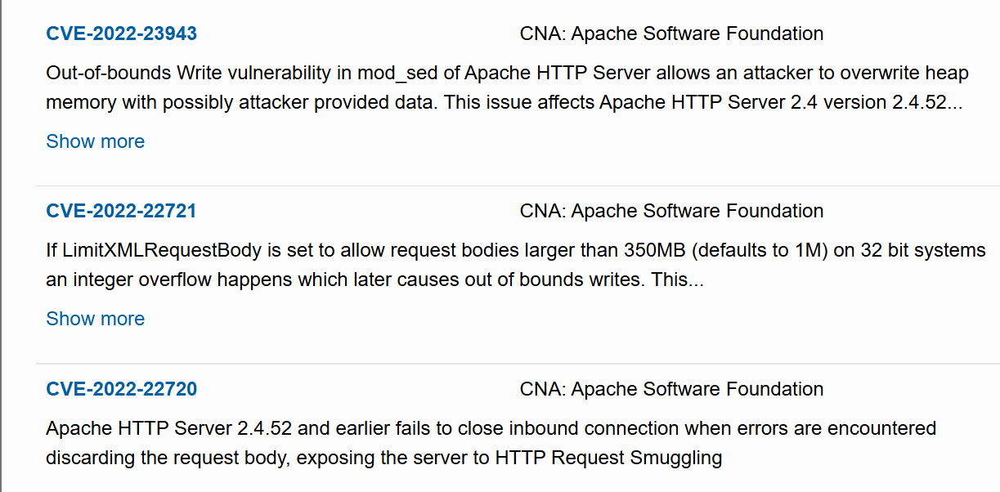 CVE-2022-23943 CNA: Apache Software Foundation
Out-of-bounds Write vulnerability in mod_sed of Apache HTTP Server allows an attacker to overwrite heap
memory with possibly attacker provided data. This issue affects Apache HTTP Server 2.4 version 2.4.52...
Show more
CVE-2022-22721 CNA: Apache Software Foundation
If LimitXMLRequestBody is set to allow request bodies larger than 350MB (defaults to 1M) on 32 bit systems
an integer overflow happens which later causes out of bounds writes. This...
Show more
CVE-2022-22720 CNA: Apache Software Foundation
Apache HTTP Server 2.4.52 and earlier fails to close inbound connection when errors are encountered
discarding the request body, exposing the server to HTTP Request Smuggling